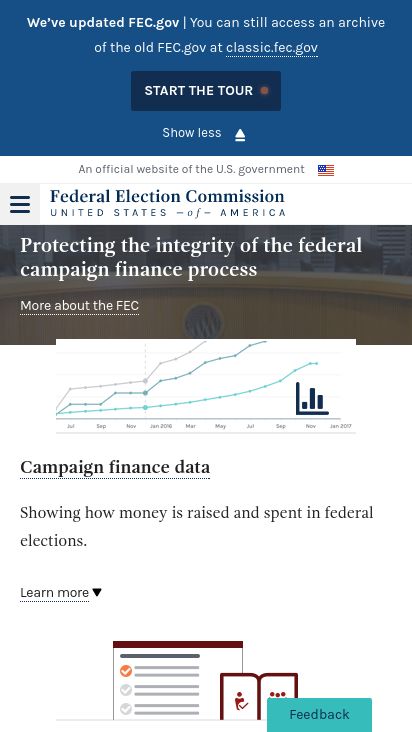 We've updated FEC.gov | You can still access an archive
of the old FEC.gov at classic.fec.gov
START THE TOUR
Show less
An official website of the U.S. government
Federal Election Commission
UNITED STATES —of— AMERICA
Protecting the integrity of the federal
campaign finance process
More about the FEC
Jul Sep Nov Jan 2016 Mar May Jul Sep Nov Jan 2017
Campaign finance data
Showing how money is raised and spent in federal
elections.
Learn more
Feedback